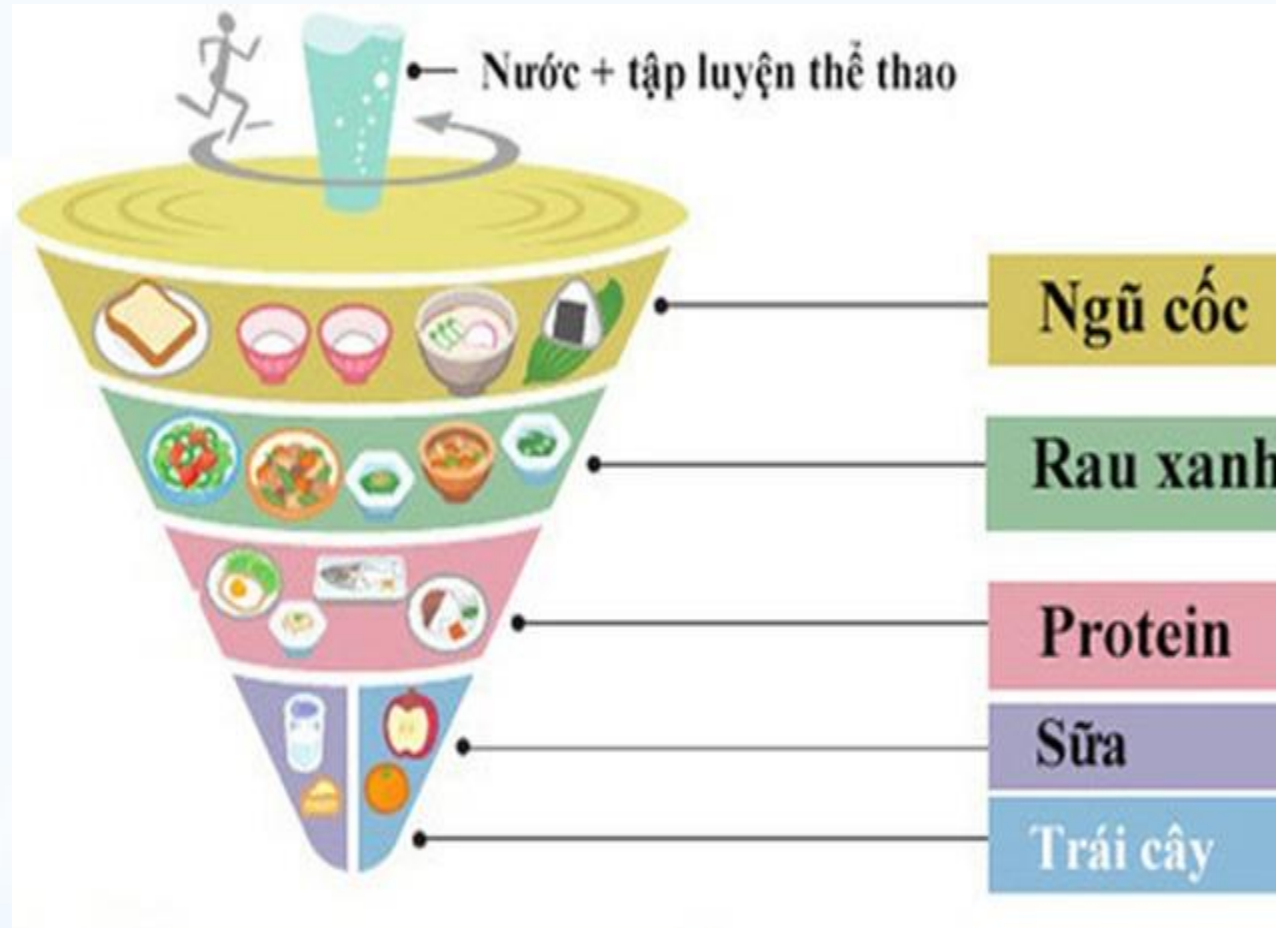 Nước + tập luyện thể thao
Ngũ cốc
Rau xanh
Protein
Sữa
Trái cây